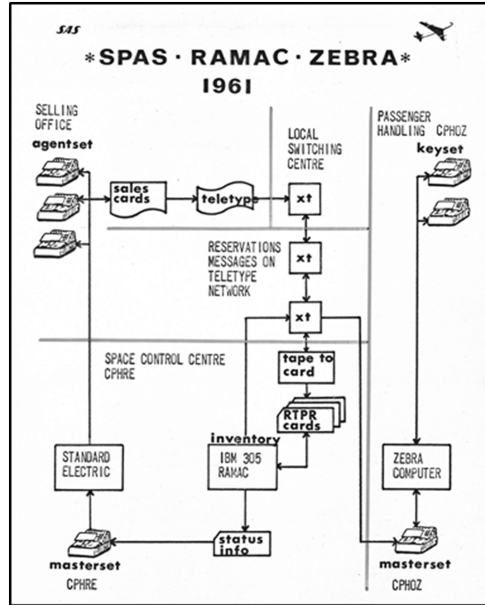 SAS
*SPAS·RAMAC·ZEBRA*
1961
SELLING
OFFICE
agentset
LOCAL
SWITCHING
CENTRE
PASSENGER
HANDLING CPHOZ
keyset
sales
cards
teletype
xt
RESERVATIONS
MESSAGES ON
TELETYPE
NETWORK
xt
xt
SPACE CONTROL CENTRE
CPHRE
tape to
card
RTPR
cards
inventory
IBM 305
RAMAC
STANDARD
ELECTRIC
ZEBRA
COMPUTER
status
info
masterset
CPHRE
masterset
CPHOZ